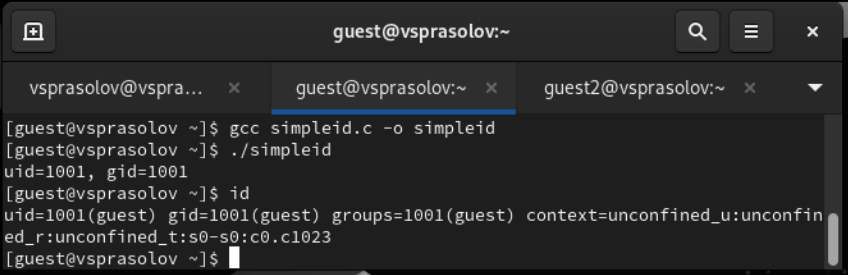 guest@vsprasolov:~
vsprasolov@vspra...
guest@vsprasolov:~
guest2@vsprasolov:~
[guest@vsprasolov ~]$ gcc simpleid.c -o simpleid
[guest@vsprasolov ~]$ ./simpleid
uid=1001, gid=1001
[guest@vsprasolov ~]$ id
uid=1001(guest) gid=1001(guest) groups=1001(guest) context=unconfined_u:unconfin
ed_r:unconfined_t:s0-s0:c0.c1023
[guest@vsprasolov ~]$